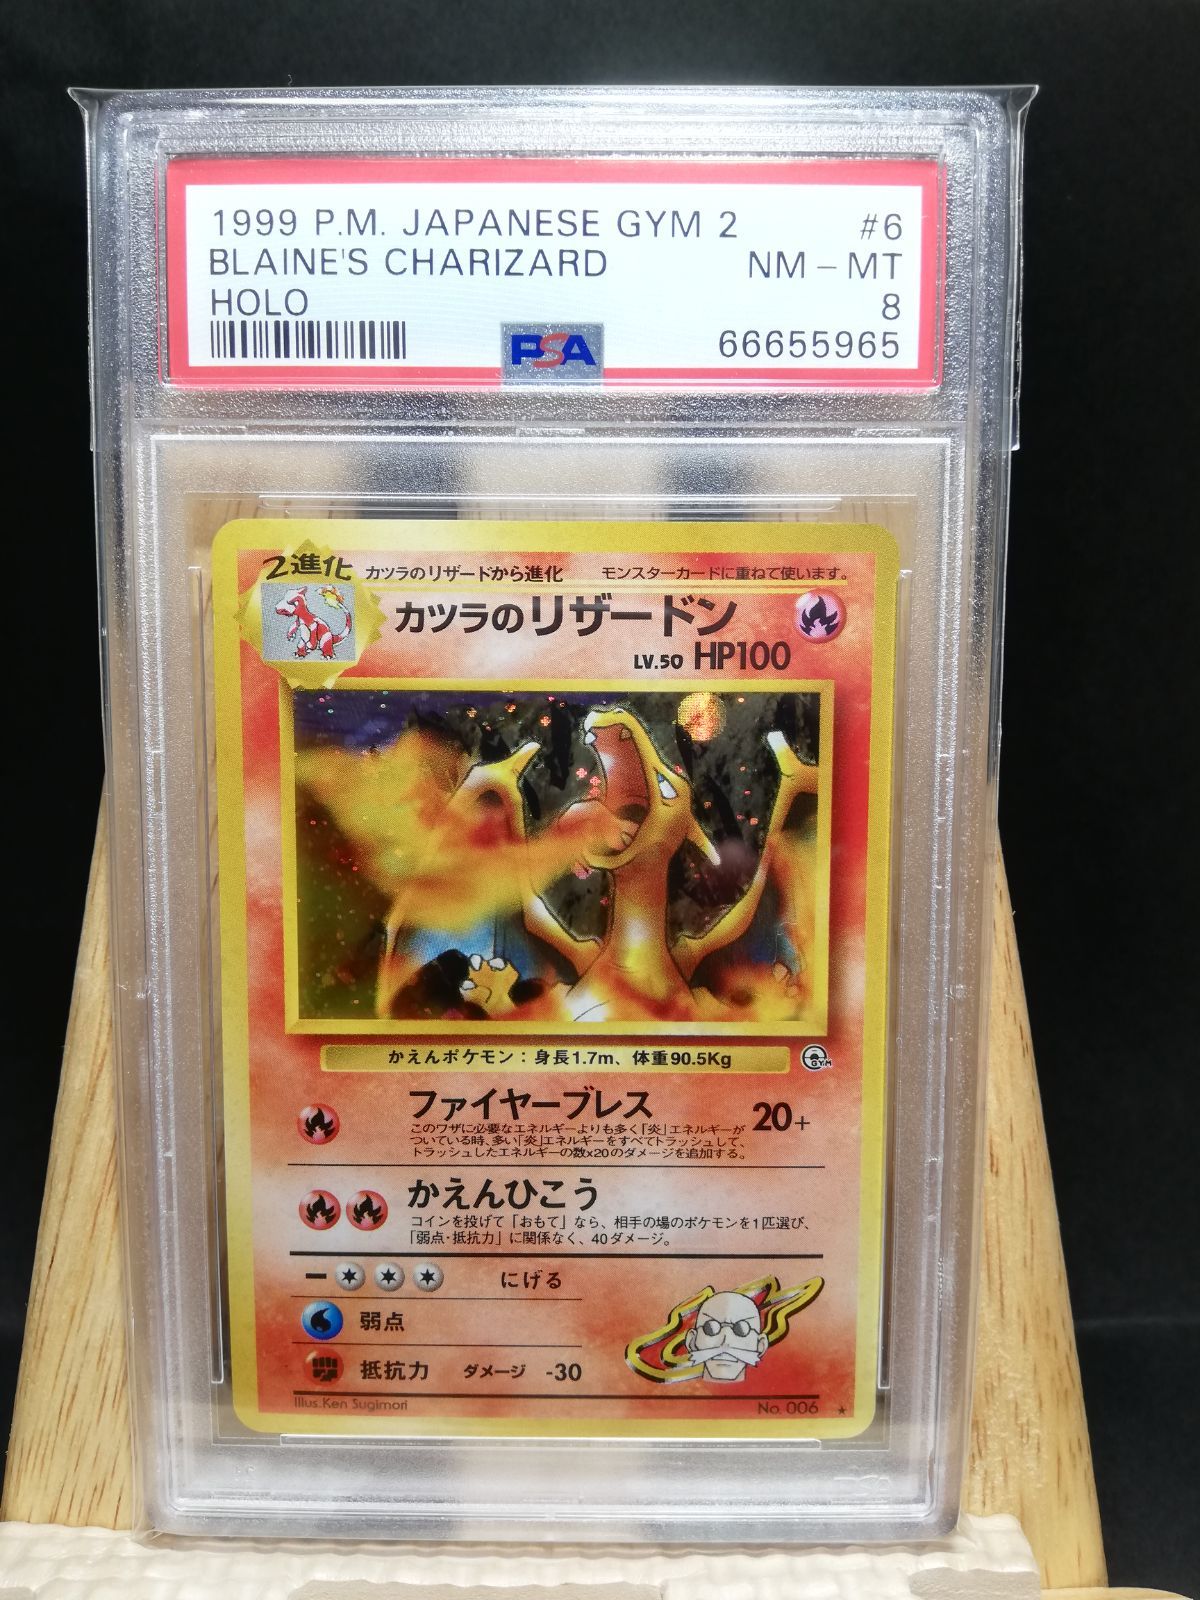 1999 P.M. JAPANESE GYM 2 #6
BLAINE'S CHARIZARD NM - MT
HOLO 8
PSA 66655965
2進化 カツラのリザードから進化 モンスターカードに重ねて使います。
カツラのリザードン
LV.50 HP100
かえんポケモン：身長1.7m、体重90.5Kg
GYM
ファイヤーブレス 20+
このワザに必要なエネルギーよりも多く「炎」エネルギーが
ついている時、多い「炎」エネルギーをすべてトラッシュして、
トラッシュしたエネルギーの数x20のダメージを追加する。
かえんひこう
コインを投げて「おもて」なら、相手の場のポケモンを1匹選び、
「弱点・抵抗力」に関係なく、40ダメージ。
にげる
弱点
抵抗力 ダメージ -30
Illus.Ken Sugimori No. 006 ★